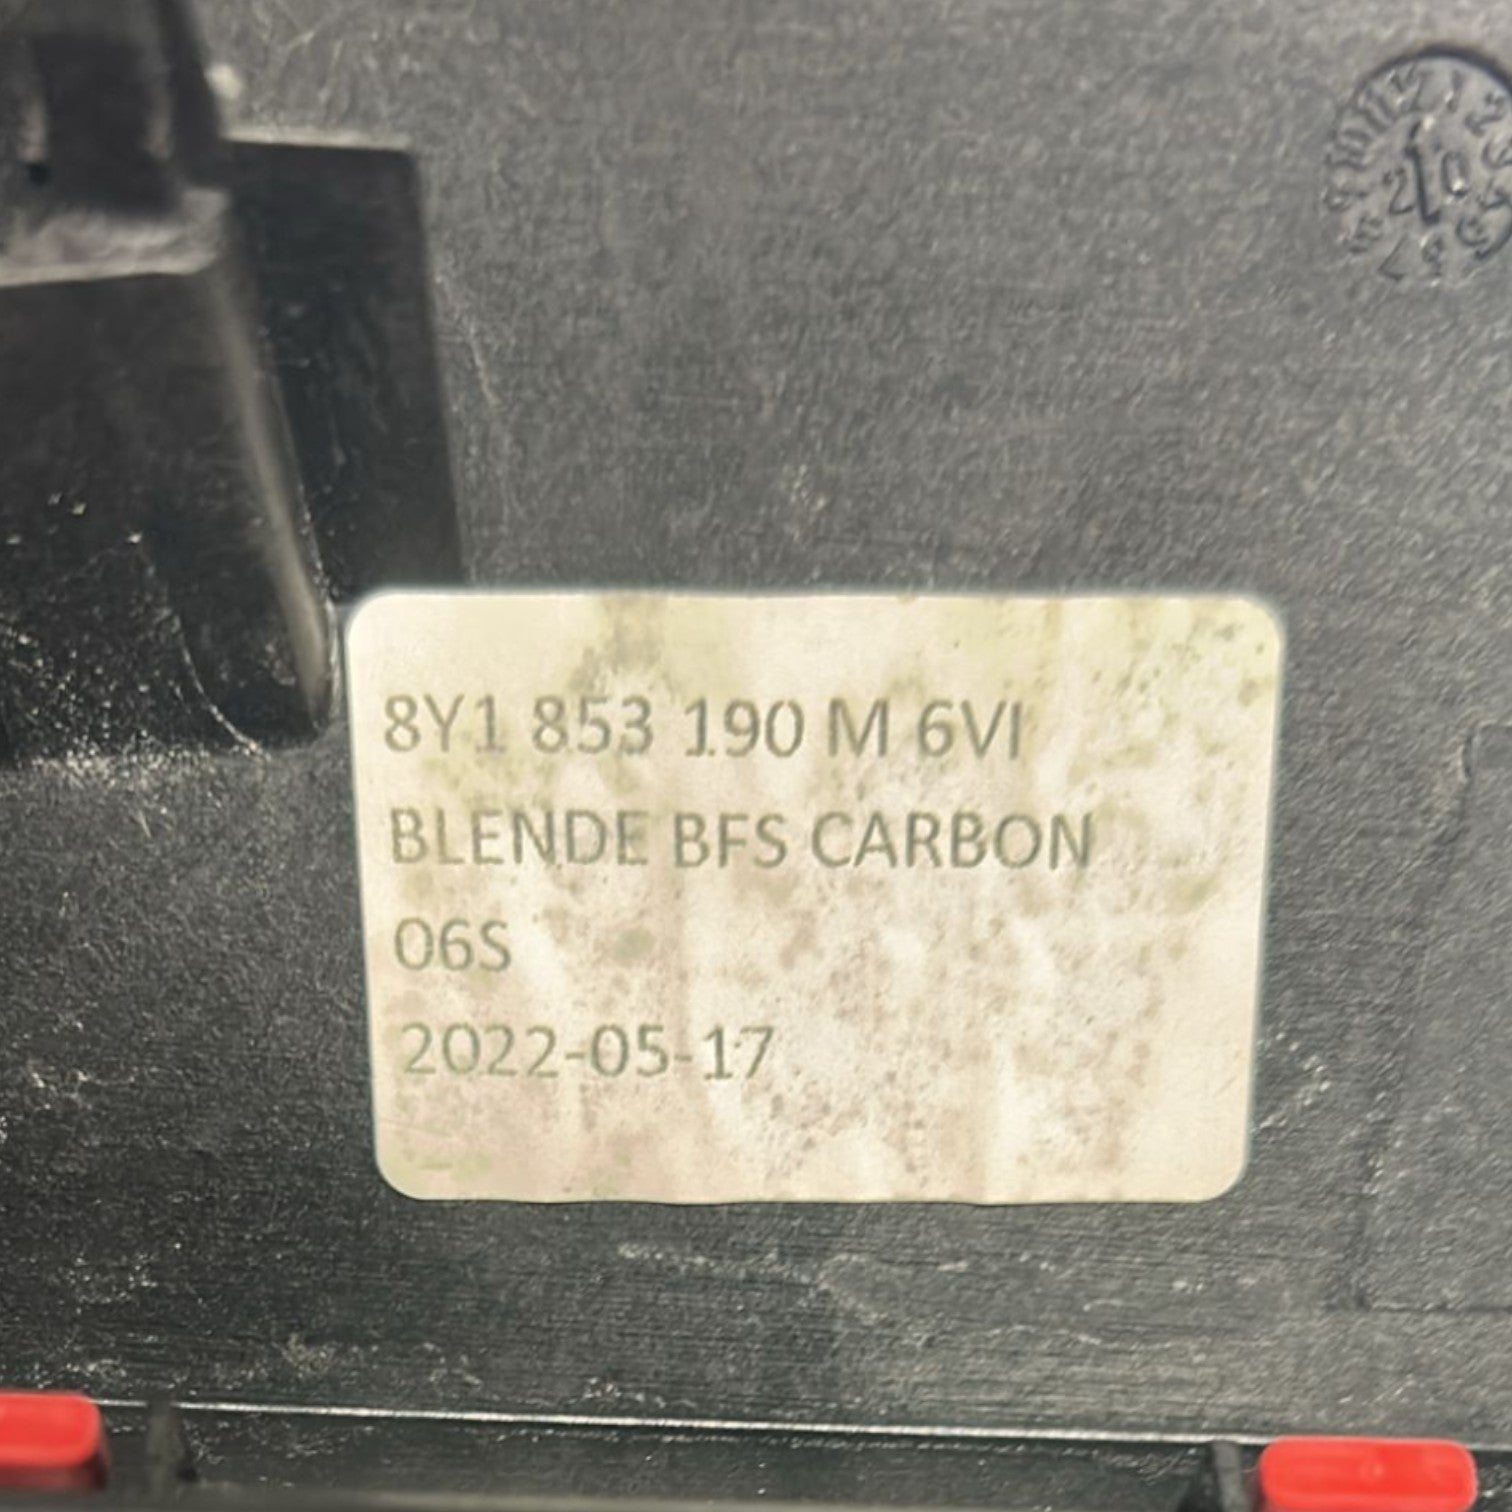 8Y1 853 190 M 6VI
BLENDE BFS CARBON
06S
2022-05-17